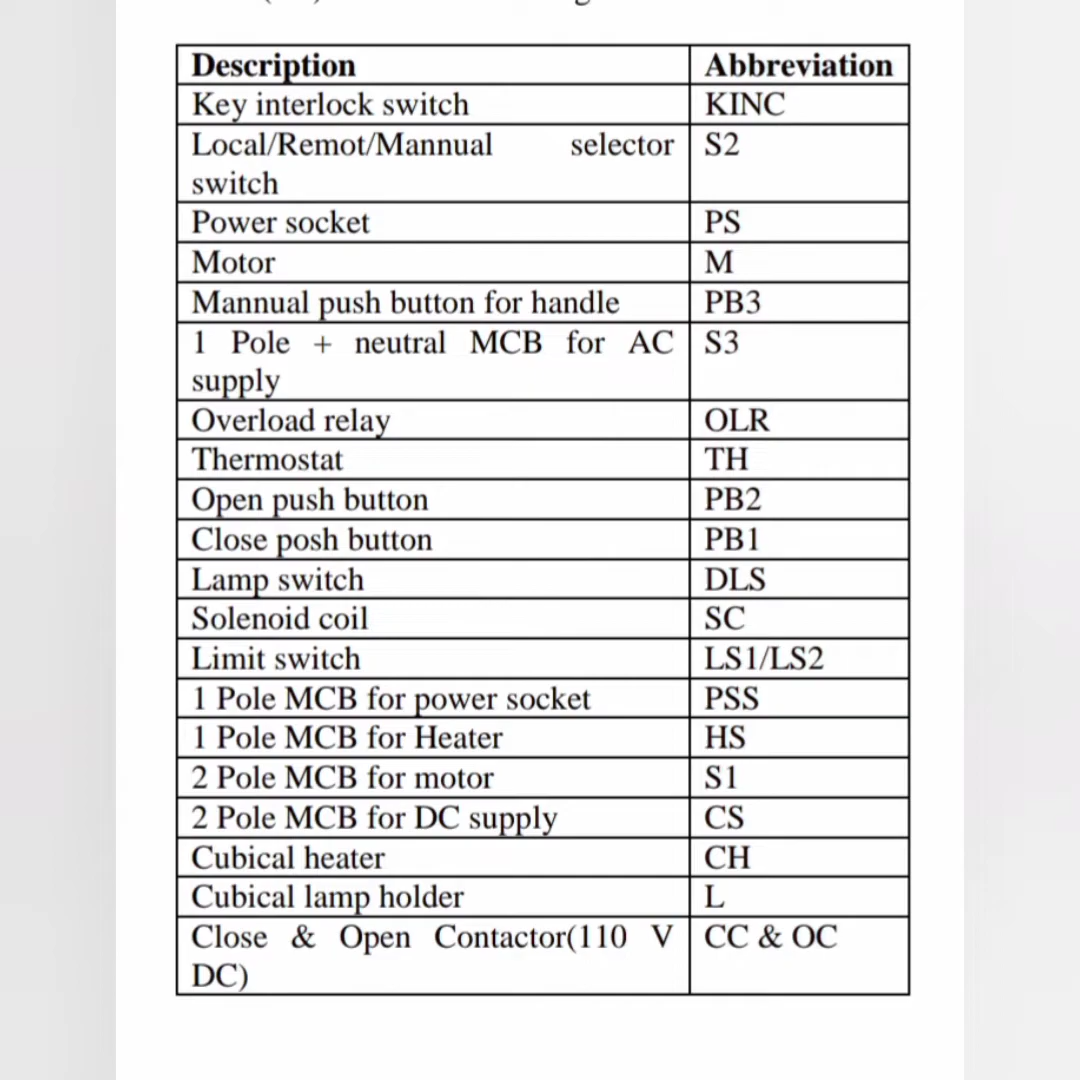 Description Abbreviation
Key interlock switch KINC
Local/Remot/Mannual selector S2
switch
Power socket PS
Motor M
Mannual push button for handle PB3
1 Pole + neutral MCB for AC S3
supply
Overload relay OLR
Thermostat TH
Open push button PB2
Close posh button PB1
Lamp switch DLS
Solenoid coil SC
Limit switch LS1/LS2
1 Pole MCB for power socket PSS
1 Pole MCB for Heater HS
2 Pole MCB for motor S1
2 Pole MCB for DC supply CS
Cubical heater CH
Cubical lamp holder L
Close & Open Contactor(110 V CC & OC
DC)